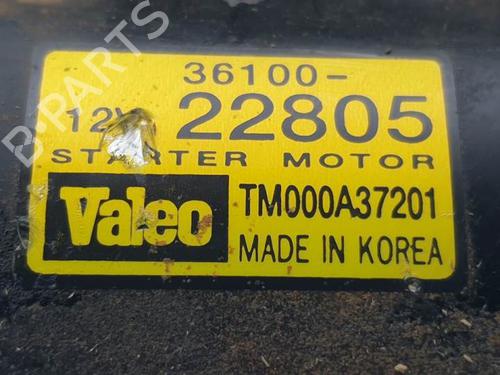 36100-
12V 22805
STARTER MOTOR
Valeo TM000A37201
MADE IN KOREA
B-PARTS